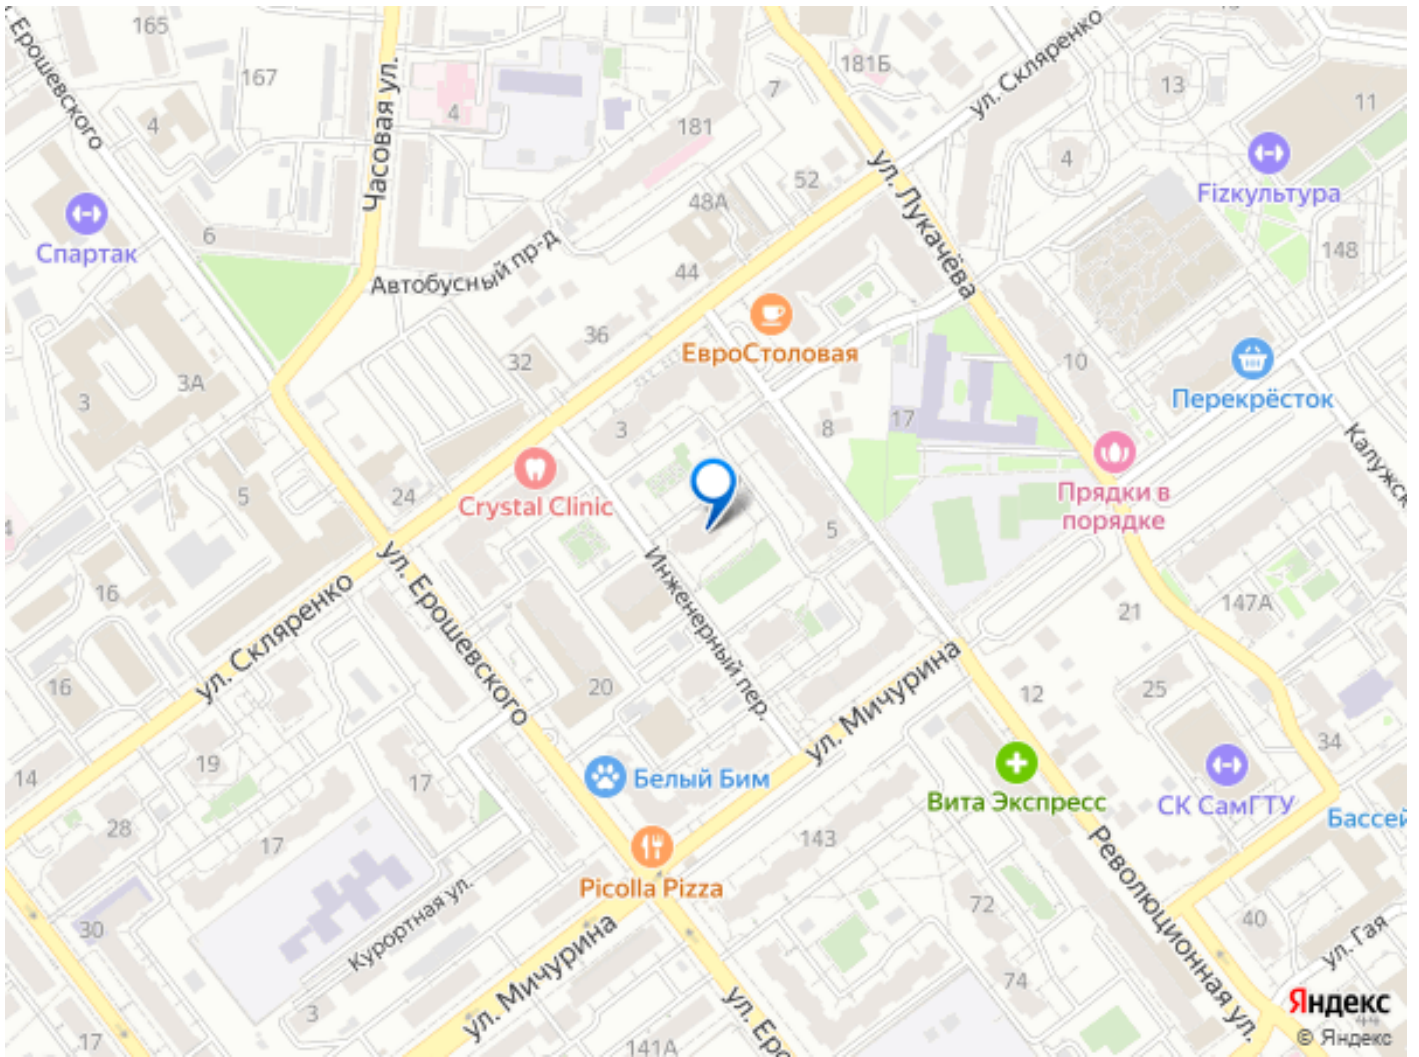 165
Часовая ул.
ул. Скляренко
Ерошевского
167
4
4
181
7
181Б
13
11
4
Fizкультура
Спартак
6
52
48А
ул. Лукачёва
148
Автобусный пр-д
44
36
32
ЕвроСтоловая
10
Перекрёсток
3А
3
3
8
17
Калужск
5
24
Crystal Clinic
Прядки в
порядке
5
4
16
ул. Скляренко
ул. Ерошевского
Инженерный пер.
21
147А
16
20
ул. Мичурина
12
25
34
14
19
17
Белый Бим
Вита Экспресс
СК СамГТУ
Бассей
28
17
143
Picolla Pizza
Революционная ул.
30
Курортная ул.
72
40
ул. Гая
ул. Мичурина
74
3
ул. Еро
17
141А
44
Яндекс
© Яндекс